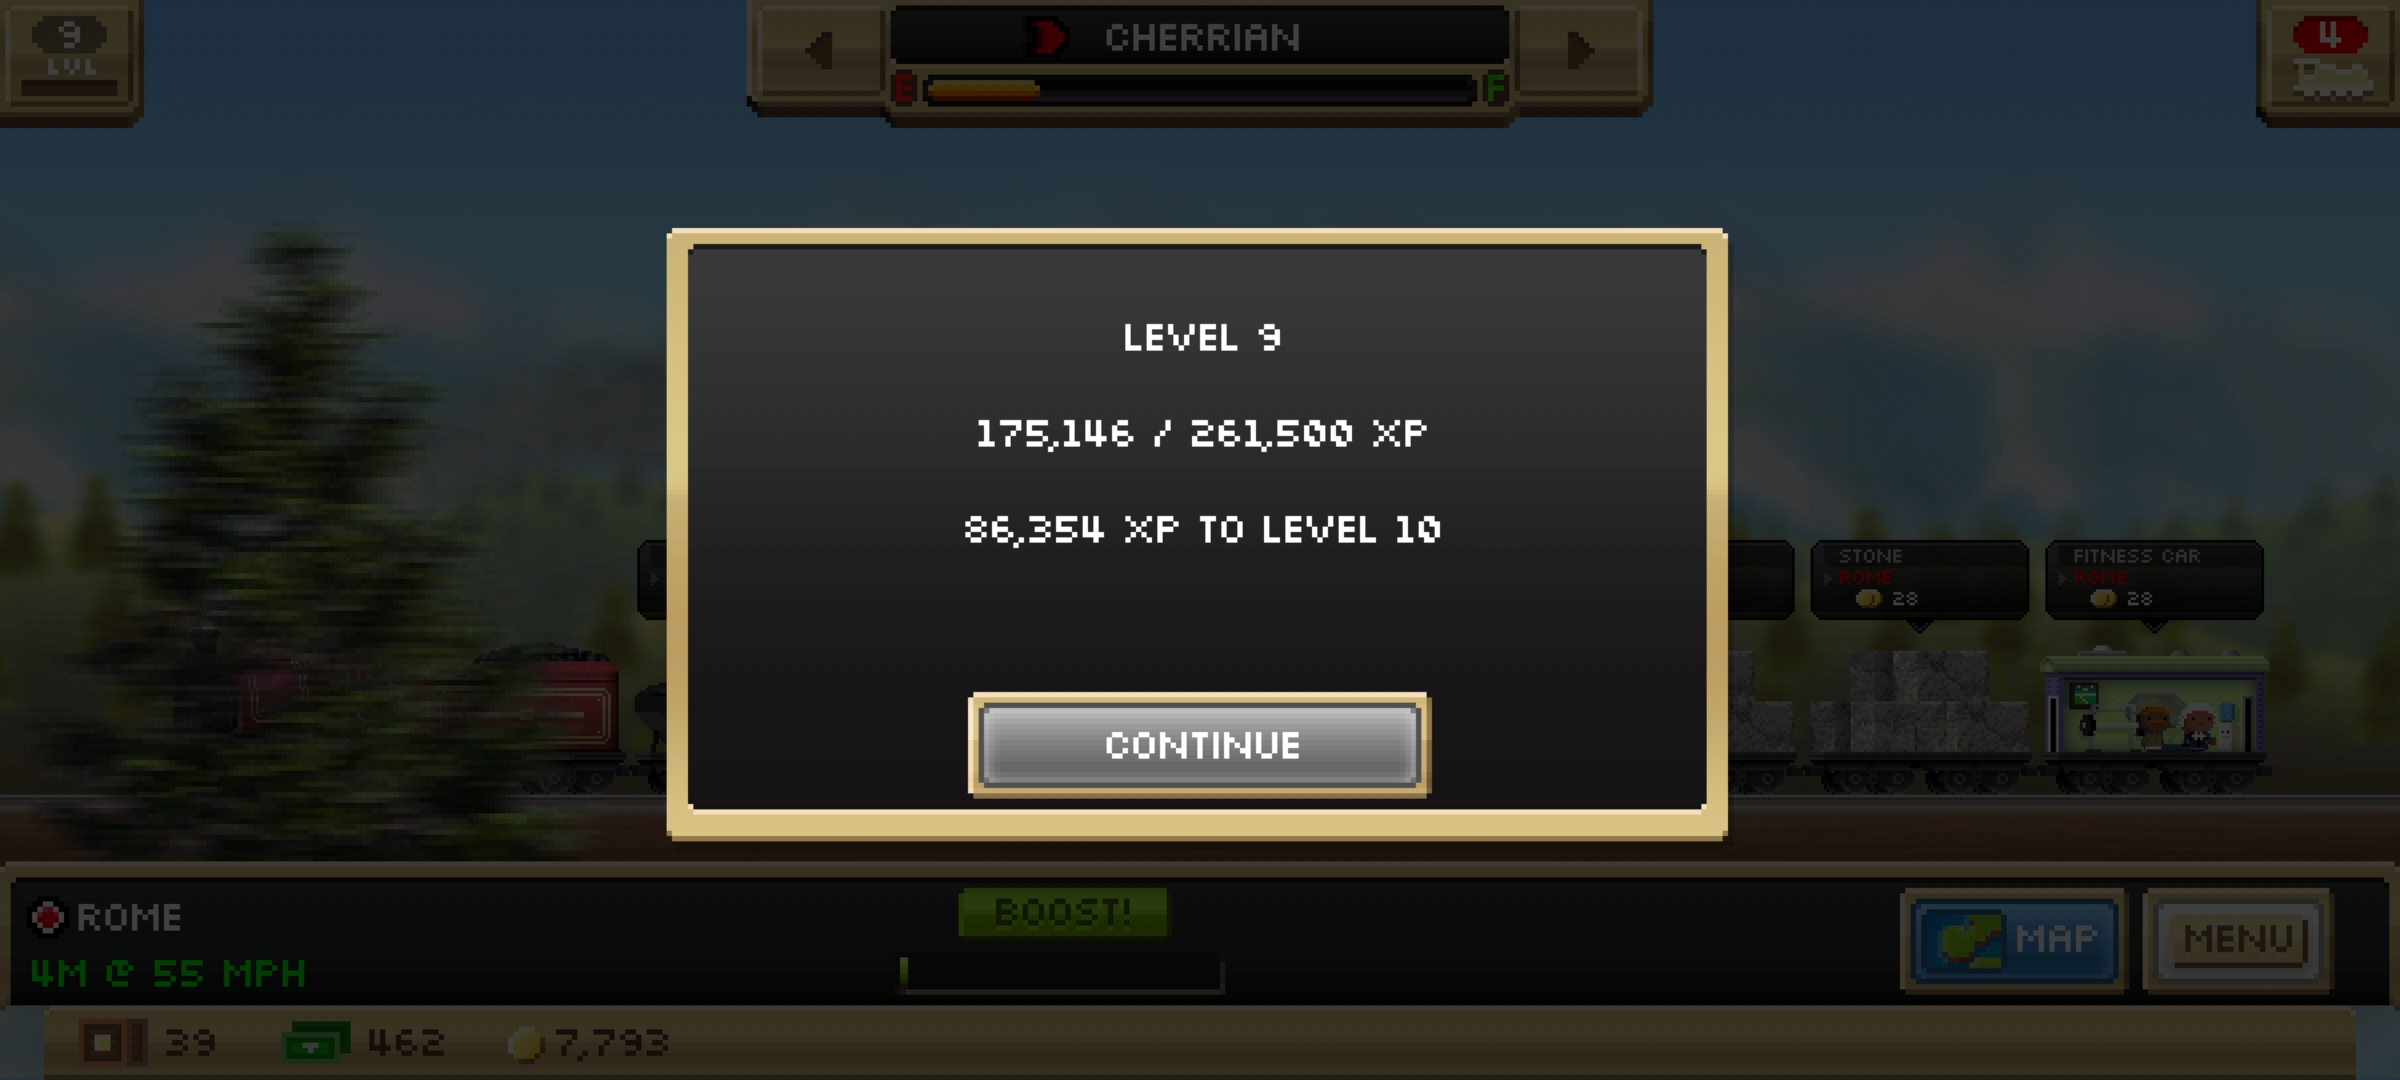 9
LVL
CHERRIAN
E
F
4
LEVEL 9
175,146 / 261,500 XP
86,354 XP TO LEVEL 10
CONTINUE
STONE
ROME
28
FITNESS CAR
ROME
28
ROME
4M @ 55 MPH
BOOST!
MAP
MENU
39
462
7,793